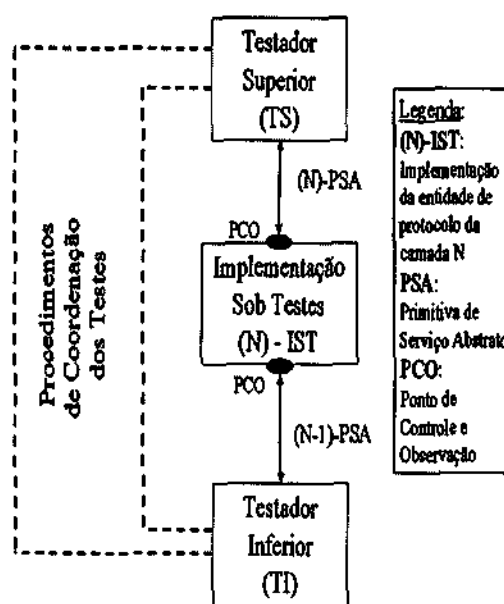 Testador
Superior
(TS)
(N)-PSA
PCO
Implementação
Sob Testes
(N) - IST
PCO
(N-1)-PSA
Testador
Inferior
(TI)
Procedimentos
de Coordenação
dos Testes
Legenda:
(N)-IST:
Implementação
da entidade de
protocolo da
camada N
PSA:
Primitiva de
Serviço Abstrato
PCO:
Ponto de
Controle e
Observação